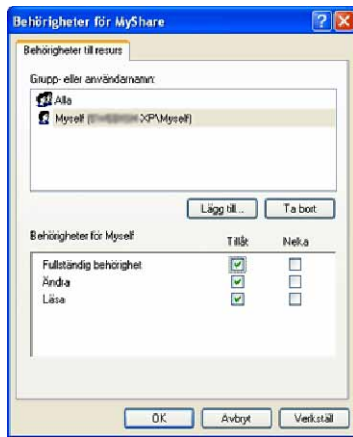 Behörigheter för MyShare
Behörigheter till resurs
Grupp- eller användarnamn:
Alla
Myself ( XP\Myself)
Lägg till...
Ta bort
Behörigheter för Myself
Tillåt
Neka
Fullständig behörighet
Ändra
Läsa
OK
Avbryt
Verkställ